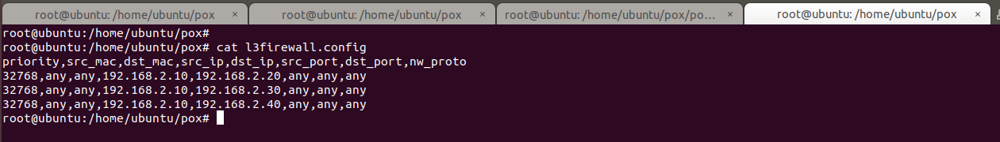 root@ubuntu: /home/ubuntu/pox × root@ubuntu: /home/ubuntu/pox × root@ubuntu: /home/ubuntu/pox/po... × root@ubuntu: /home/ubuntu/pox ×
root@ubuntu:/home/ubuntu/pox#
root@ubuntu:/home/ubuntu/pox# cat l3firewall.config
priority,src_mac,dst_mac,src_ip,dst_ip,src_port,dst_port,nw_proto
32768,any,any,192.168.2.10,192.168.2.20,any,any,any
32768,any,any,192.168.2.10,192.168.2.30,any,any,any
32768,any,any,192.168.2.10,192.168.2.40,any,any,any
root@ubuntu:/home/ubuntu/pox#